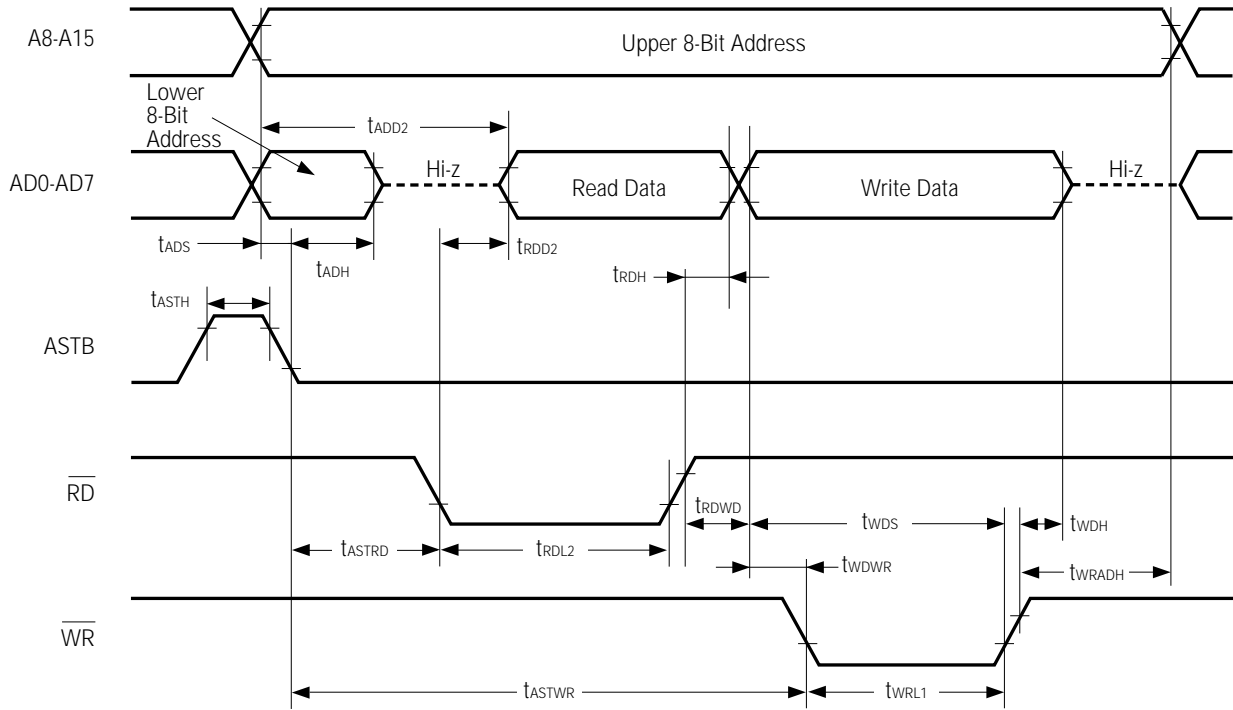 A8-A15
Upper 8-Bit Address
Lower
8-Bit
Address
tADD2
AD0-AD7
Hi-z
Read Data
Write Data
Hi-z
tADS
tADH
tRDD2
tRDH
tASTH
ASTB
RD
tRDWD
tWDS
tWDH
tASTRD
tRDL2
tWDWR
tWRADH
WR
tASTWR
tWRL1